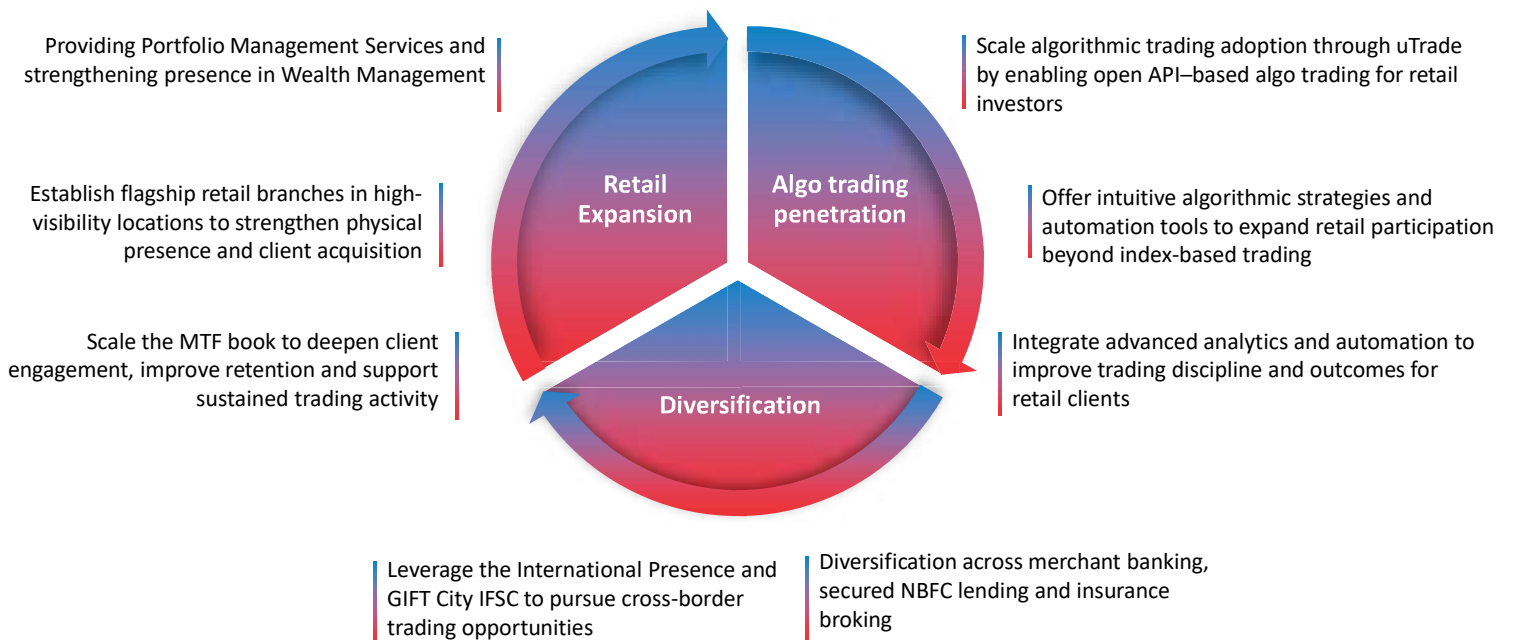 Providing Portfolio Management Services and
strengthening presence in Wealth Management
Establish flagship retail branches in high-
visibility locations to strengthen physical
presence and client acquisition
Scale the MTF book to deepen client
engagement, improve retention and support
sustained trading activity
Retail
Expansion
Algo trading
penetration
Diversification
Scale algorithmic trading adoption through uTrade
by enabling open API–based algo trading for retail
investors
Offer intuitive algorithmic strategies and
automation tools to expand retail participation
beyond index-based trading
Integrate advanced analytics and automation to
improve trading discipline and outcomes for
retail clients
Leverage the International Presence and
GIFT City IFSC to pursue cross-border
trading opportunities
Diversification across merchant banking,
secured NBFC lending and insurance
broking